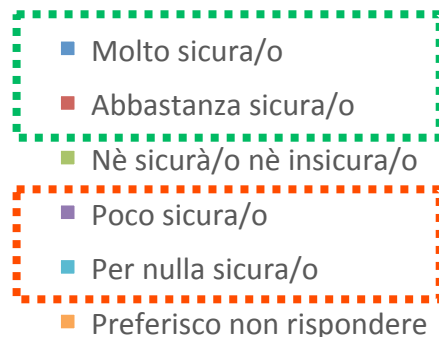 Molto sicura/o
Abbastanza sicura/o
Nè sicurà/o nè insicura/o
Poco sicura/o
Per nulla sicura/o
Preferisco non rispondere